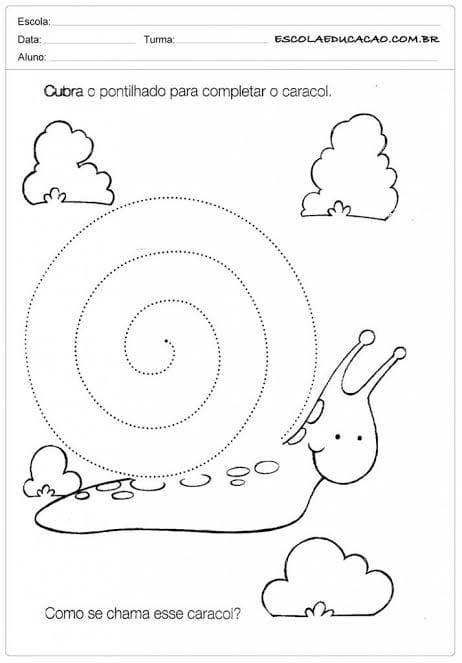 Escola:
Data: Turma: ESCOLAEDUCACAO.COM.BR
Aluno:
Cubra o pontilhado para completar o caracol.
Como se chama esse caracol?